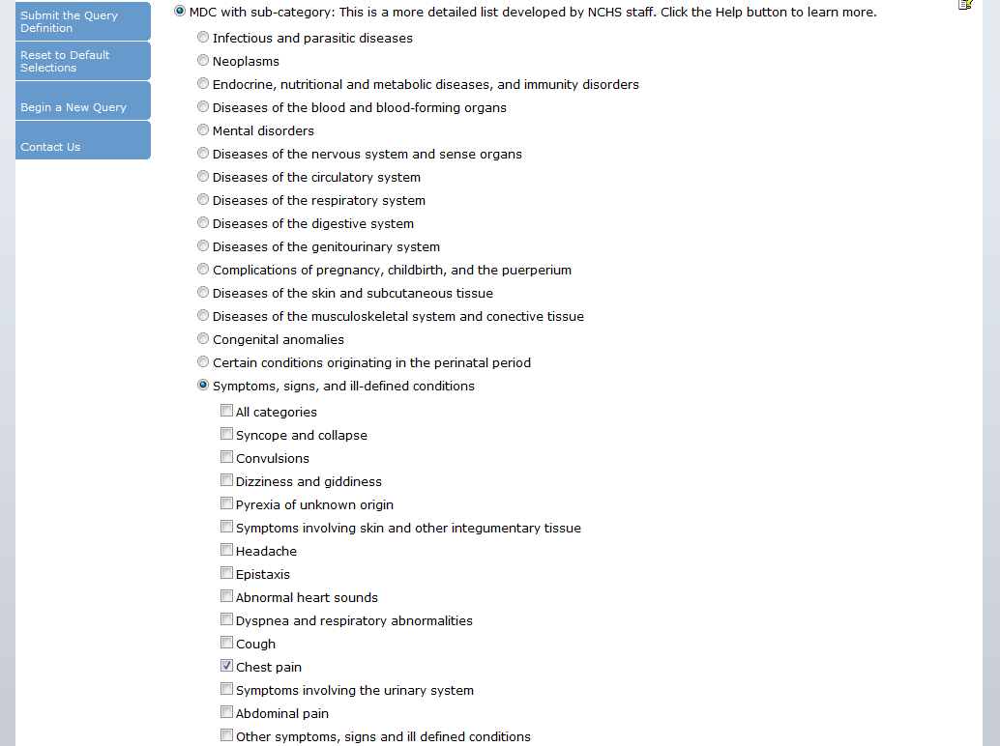 Submit the Query
Definition
Reset to Default
Selections
Begin a New Query
Contact Us
MDC with sub-category: This is a more detailed list developed by NCHS staff. Click the Help button to learn more.
Infectious and parasitic diseases
Neoplasms
Endocrine, nutritional and metabolic diseases, and immunity disorders
Diseases of the blood and blood-forming organs
Mental disorders
Diseases of the nervous system and sense organs
Diseases of the circulatory system
Diseases of the respiratory system
Diseases of the digestive system
Diseases of the genitourinary system
Complications of pregnancy, childbirth, and the puerperium
Diseases of the skin and subcutaneous tissue
Diseases of the musculoskeletal system and conective tissue
Congenital anomalies
Certain conditions originating in the perinatal period
Symptoms, signs, and ill-defined conditions
All categories
Syncope and collapse
Convulsions
Dizziness and giddiness
Pyrexia of unknown origin
Symptoms involving skin and other integumentary tissue
Headache
Epistaxis
Abnormal heart sounds
Dyspnea and respiratory abnormalities
Cough
Chest pain
Symptoms involving the urinary system
Abdominal pain
Other symptoms, signs and ill defined conditions